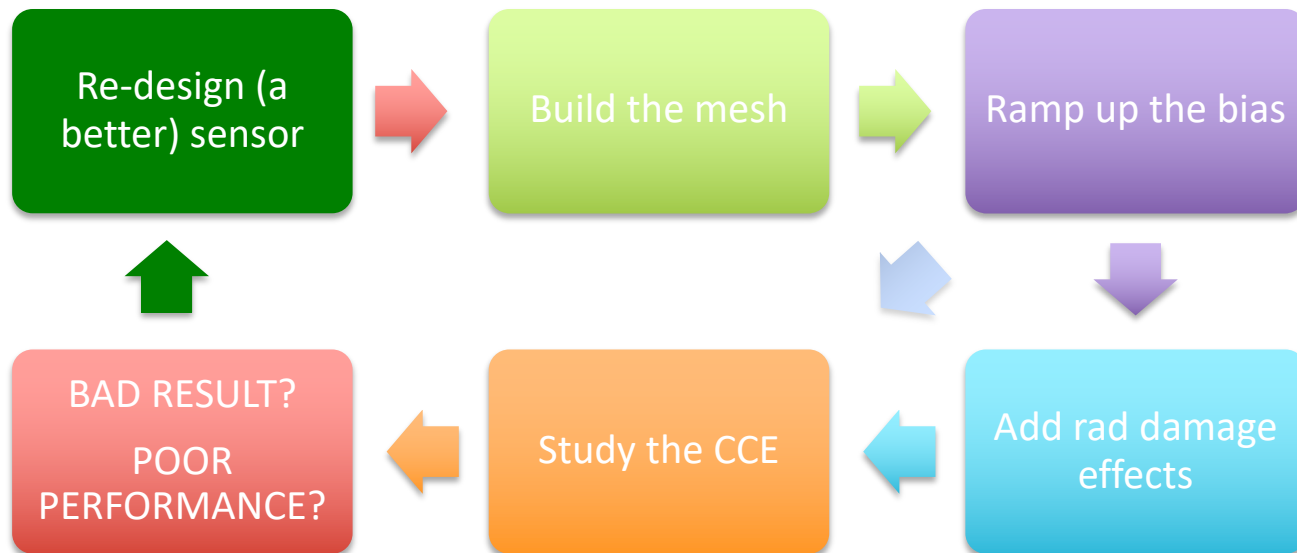 Re-design (a
better) sensor
Build the mesh
Ramp up the bias
BAD RESULT?
POOR
PERFORMANCE?
Study the CCE
Add rad damage
effects